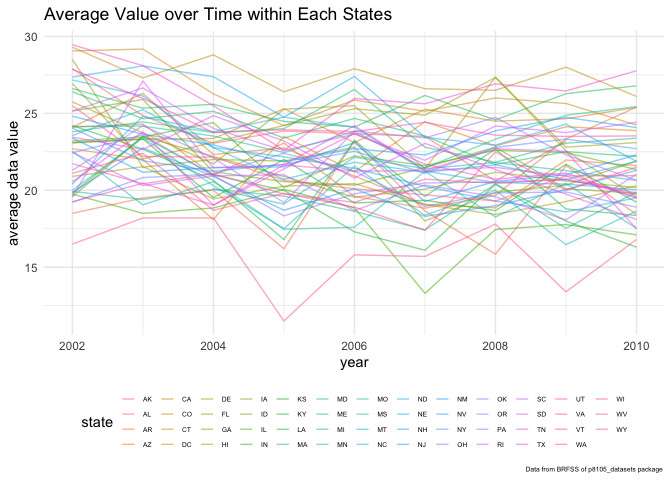 Average Value over Time within Each States
30
25
20
15
average data value
2002 2004 2006 2008 2010
year
state
AK CA DE IA KS MD MO ND NM OK SC UT WI
AL CO FL ID KY ME MS NE NV OR SD VA WV
AR CT GA IL LA MI MT NH NY PA TN VT WY
AZ DC HI IN MA MN NC NJ OH RI TX WA
Data from BRFSS of p8105_datasets package